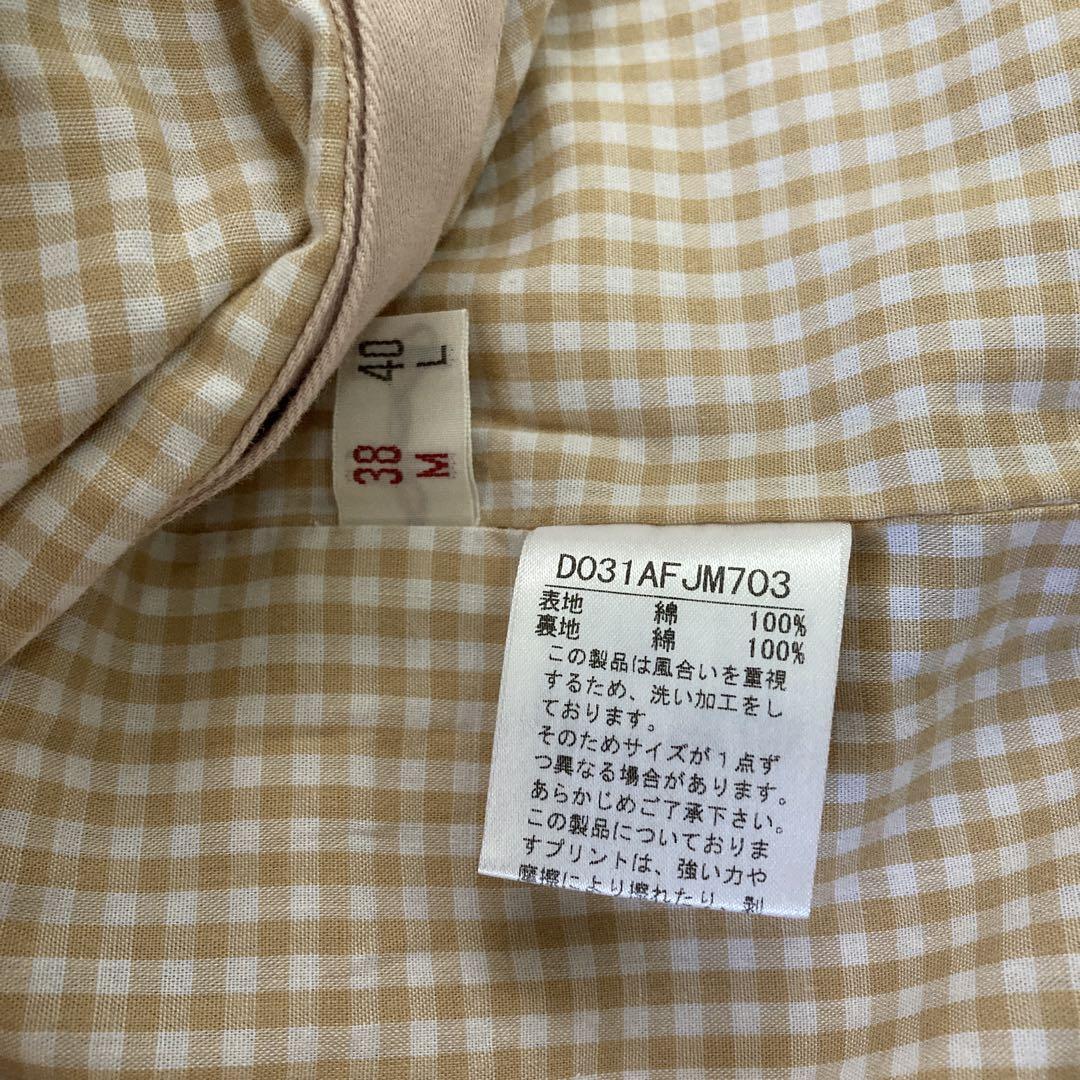 40
L
38
M
D031AFJM703
表地 綿 100%
裏地 綿 100%
この製品は風合いを重視
するため、洗い加工をし
ております。
そのためサイズが1点ず
つ異なる場合があります。
あらかじめご了承下さい。
この製品についておりま
すプリントは、強い力や
摩擦により擦れたり、剥